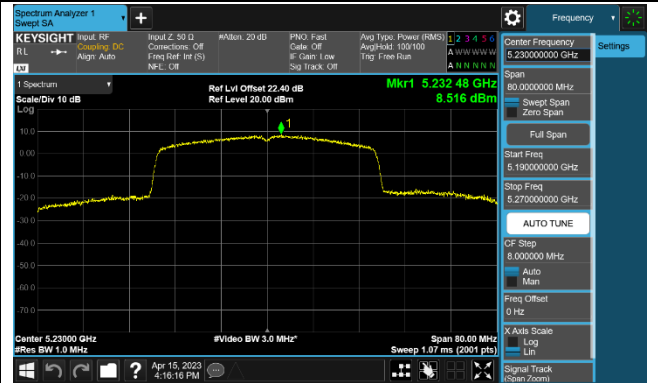 Spectrum Analyzer 1
Swept SA
Frequency
KEYSIGHT
RL
LXI
Input: RF
Coupling: DC
Align: Auto
Input Z: 50 Ω
Corrections: Off
Freq Ref: Int (S)
NFE: Off
#Atten: 20 dB
PNO: Fast
Gate: Off
IF Gain: Low
Sig Track: Off
Avg Type: Power (RMS)
Avg|Hold: 100/100
Trig: Free Run
1 2 3 4 5 6
A W W W W W
A N N N N N
Settings
1 Spectrum
Scale/Div 10 dB
Log
Ref Lvl Offset 22.40 dB
Ref Level 20.00 dBm
Mkr1 5.232 48 GHz
8.516 dBm
1
10.0
0.00
-10.0
-20.0
-30.0
-40.0
-50.0
-60.0
-70.0
Center 5.23000 GHz
#Res BW 1.0 MHz
#Video BW 3.0 MHz*
Span 80.00 MHz
Sweep 1.07 ms (2001 pts)
Center Frequency
5.230000000 GHz
Span
80.0000000 MHz
Swept Span
Zero Span
Full Span
Start Freq
5.190000000 GHz
Stop Freq
5.270000000 GHz
AUTO TUNE
CF Step
8.000000 MHz
Auto
Man
Freq Offset
0 Hz
X Axis Scale
Log
Lin
Signal Track
(Span Zoom)
?
Apr 15, 2023
4:16:16 PM